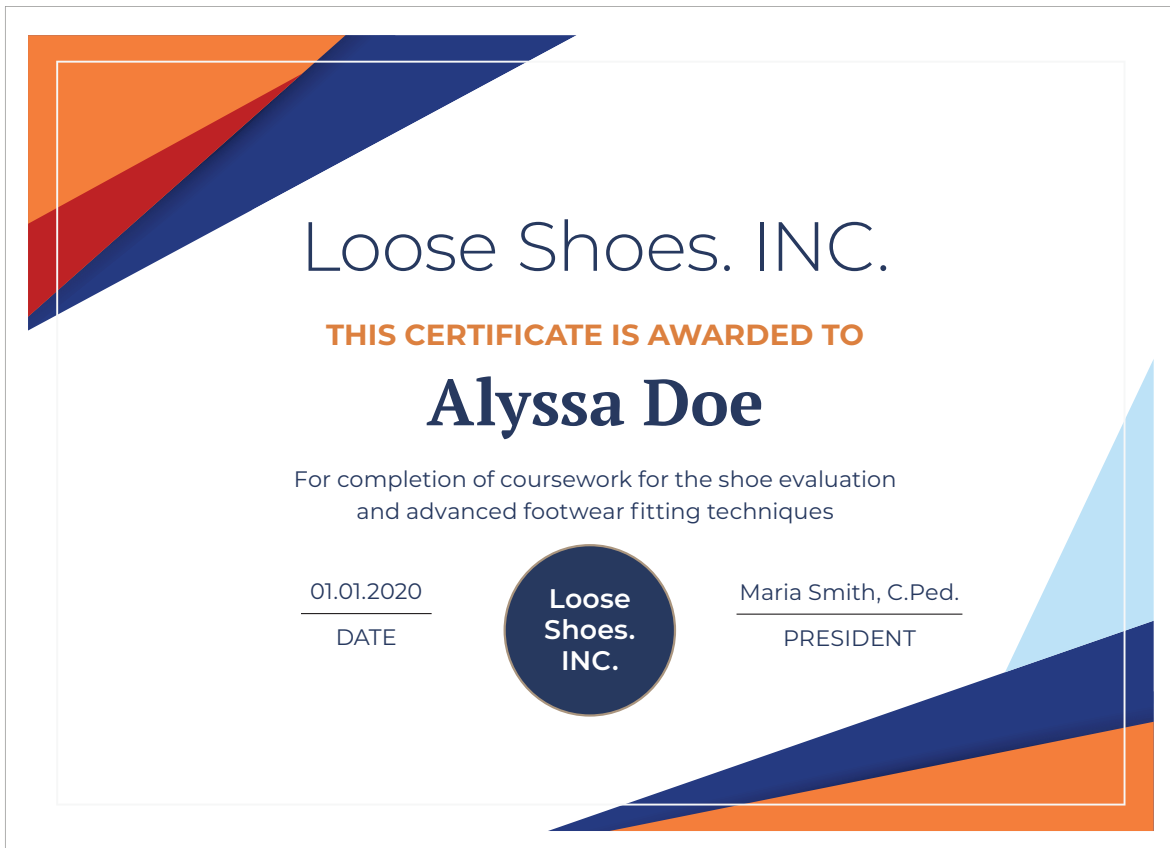 Loose Shoes. INC.
THIS CERTIFICATE IS AWARDED TO
Alyssa Doe
For completion of coursework for the shoe evaluation
and advanced footwear fitting techniques
01.01.2020
DATE
Loose
Shoes.
INC.
Maria Smith, C.Ped.
PRESIDENT